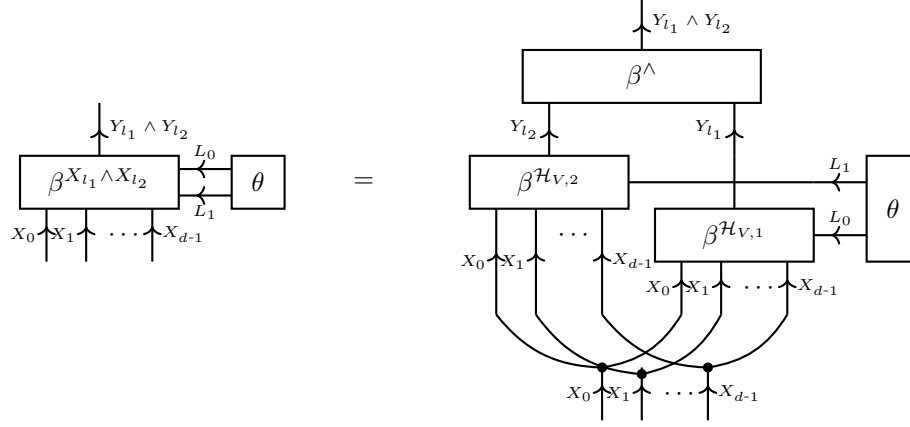 Y_{l_1} ∧ Y_{l_2}
β^∧
Y_{l_1} ∧ Y_{l_2} Y_{l_2} Y_{l_1}
L_0 L_1
β^{X_{l_1} ∧ X_{l_2}} θ = β^{\mathcal{H}_{V,2}}
L_1 L_0 θ
X_0 X_1 ... X_{d-1} ... β^{\mathcal{H}_{V,1}}
X_0 X_1 X_{d-1}
X_0 X_1 ... X_{d-1}
X_0 X_1 ... X_{d-1}